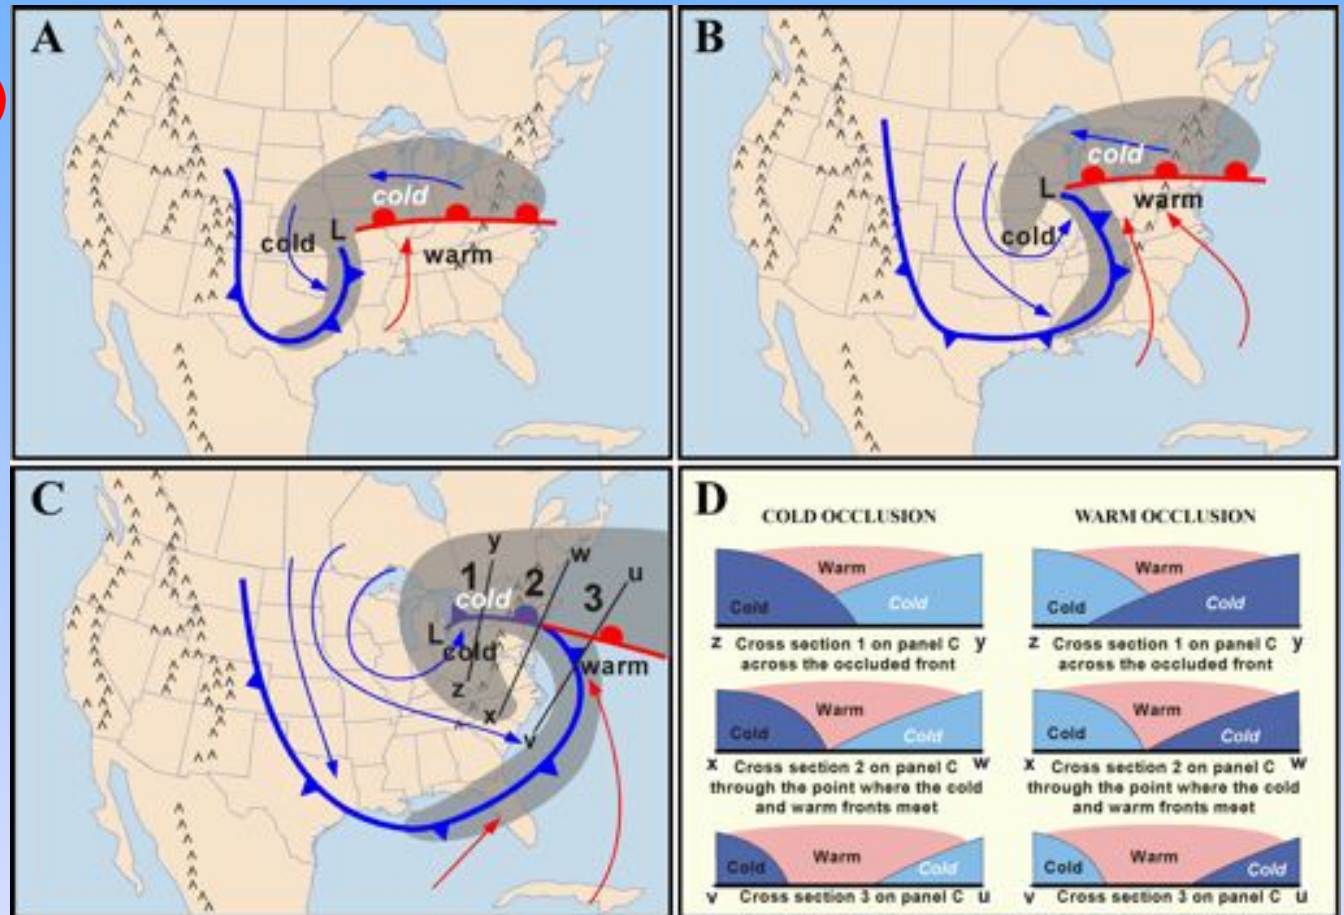 A
cold
cold
L
warm
B
cold
L
warm
cold
C
y
w
1
2
u
cold
3
L
cold
warm
z
x
v
D
COLD OCCLUSION
WARM OCCLUSION
Warm
Cold
Cold
z Cross section 1 on panel C y
across the occluded front
Warm
Cold
Cold
z Cross section 1 on panel C y
across the occluded front
Warm
Cold
Cold
x Cross section 2 on panel C w
through the point where the cold
and warm fronts meet
Warm
Cold
Cold
x Cross section 2 on panel C w
through the point where the cold
and warm fronts meet
Warm
Cold
Cold
v Cross section 3 on panel C u
Warm
Cold
Cold
v Cross section 3 on panel C u